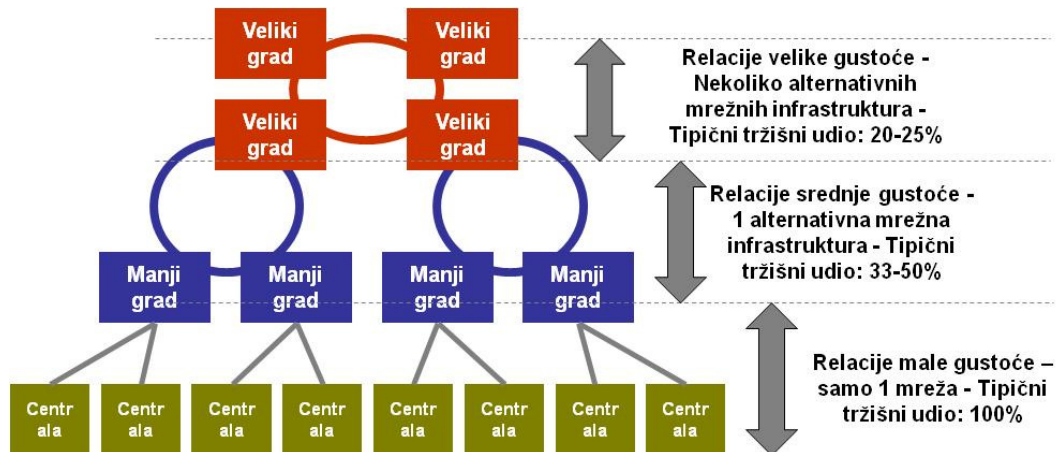 Veliki
grad
Veliki
grad
Veliki
grad
Veliki
grad
Relacije velike gustoće -
Nekoliko alternativnih
mrežnih infrastruktura -
Tipični tržišni udio: 20-25%
Manji
grad
Manji
grad
Manji
grad
Manji
grad
Relacije srednje gustoće -
1 alternativna mrežna
infrastruktura - Tipični
tržišni udio: 33-50%
Centr
ala
Centr
ala
Centr
ala
Centr
ala
Centr
ala
Centr
ala
Centr
ala
Centr
ala
Relacije male gustoće –
samo 1 mreža - Tipični
tržišni udio: 100%